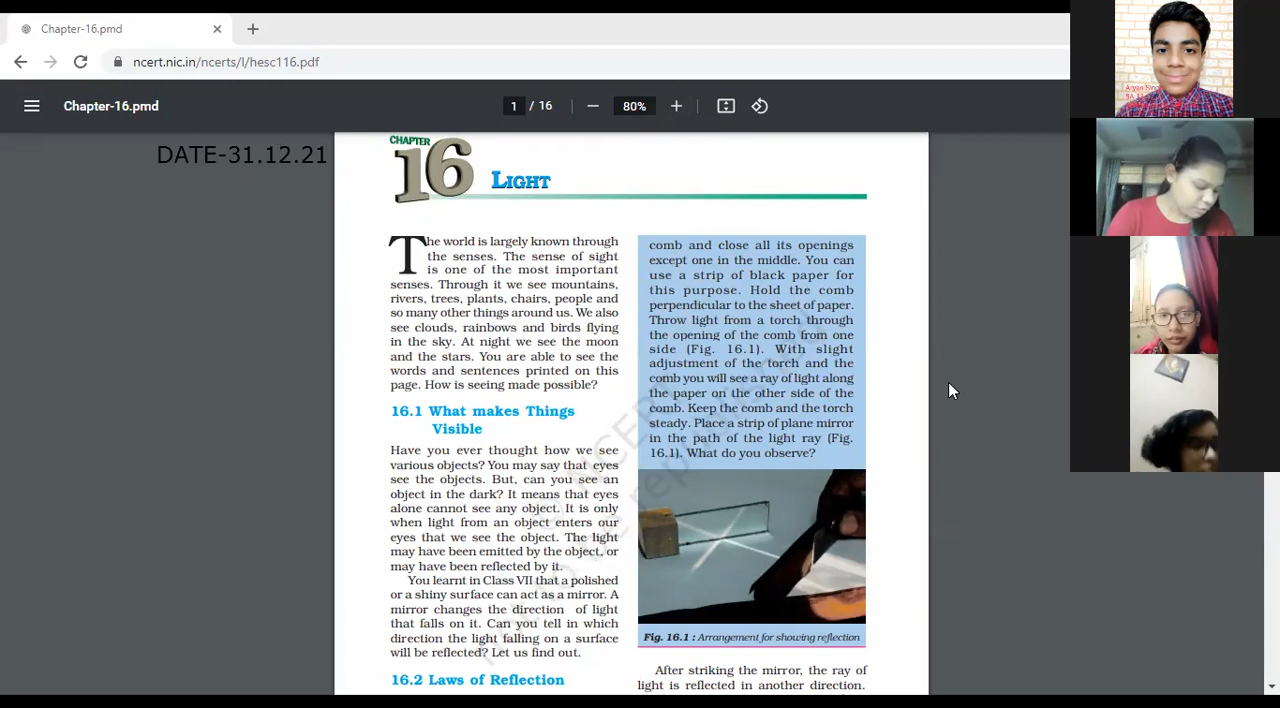 Chapter-16.pmd
ncert.nic.in/ncerts/l/hesc116.pdf
Chapter-16.pmd
1 / 16
80%
DATE-31.12.21
CHAPTER
16
LIGHT
The world is largely known through
the senses. The sense of sight
is one of the most important
senses. Through it we see mountains,
rivers, trees, plants, chairs, people and
so many other things around us. We also
see clouds, rainbows and birds flying
in the sky. At night we see the moon
and the stars. You are able to see the
words and sentences printed on this
page. How is seeing made possible?
16.1 What makes Things
Visible
Have you ever thought how we see
various objects? You may say that eyes
see the objects. But, can you see an
object in the dark? It means that eyes
alone cannot see any object. It is only
when light from an object enters our
eyes that we see the object. The light
may have been emitted by the object, or
may have been reflected by it.
You learnt in Class VII that a polished
or a shiny surface can act as a mirror. A
mirror changes the direction of light
that falls on it. Can you tell in which
direction the light falling on a surface
will be reflected? Let us find out.
16.2 Laws of Reflection
comb and close all its openings
except one in the middle. You can
use a strip of black paper for
this purpose. Hold the comb
perpendicular to the sheet of paper.
Throw light from a torch through
the opening of the comb from one
side (Fig. 16.1). With slight
adjustment of the torch and the
comb you will see a ray of light along
the paper on the other side of the
comb. Keep the comb and the torch
steady. Place a strip of plane mirror
in the path of the light ray (Fig.
16.1). What do you observe?
Fig. 16.1 : Arrangement for showing reflection
After striking the mirror, the ray of
light is reflected in another direction.
Aryan